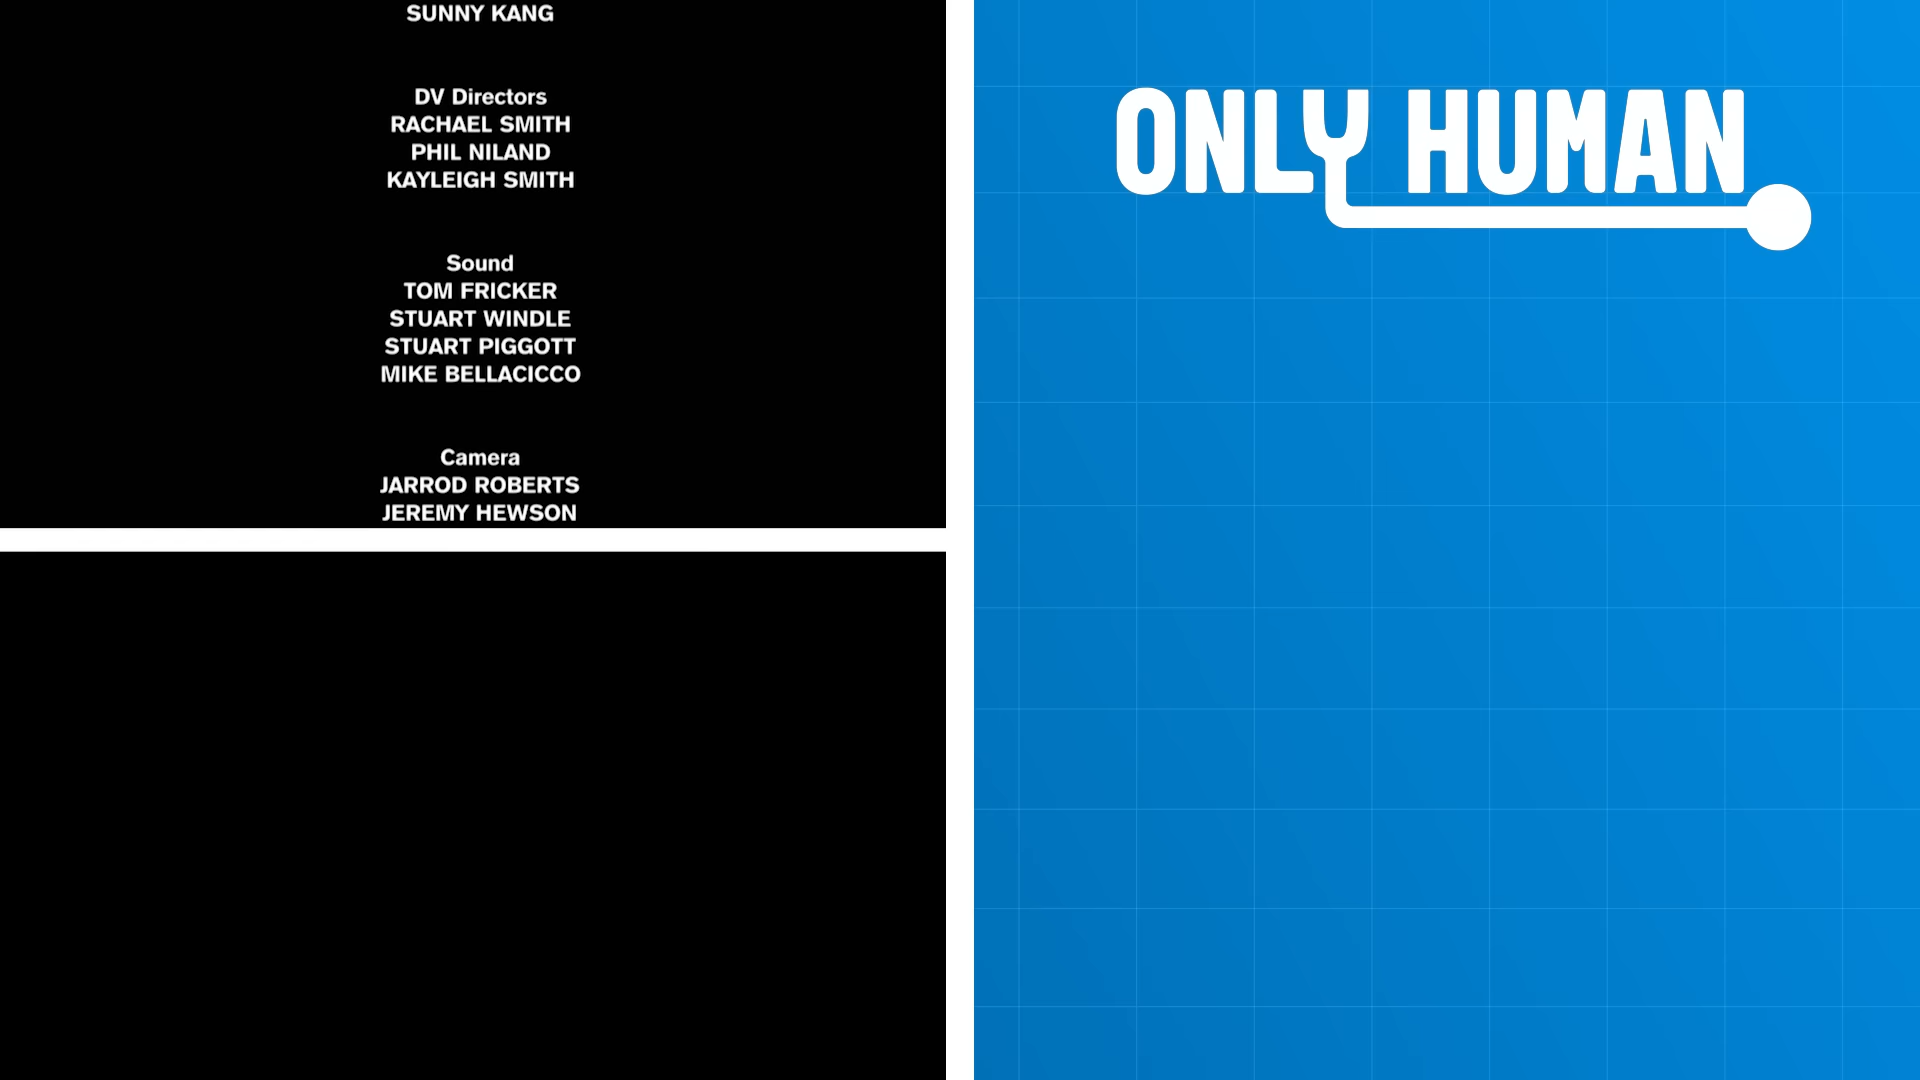 SUNNY KANG
DV Directors
RACHAEL SMITH
PHIL NILAND
KAYLEIGH SMITH
Sound
TOM FRICKER
STUART WINDLE
STUART PIGGOTT
MIKE BELLACICCO
Camera
JARROD ROBERTS
JEREMY HEWSON
ONLY HUMAN